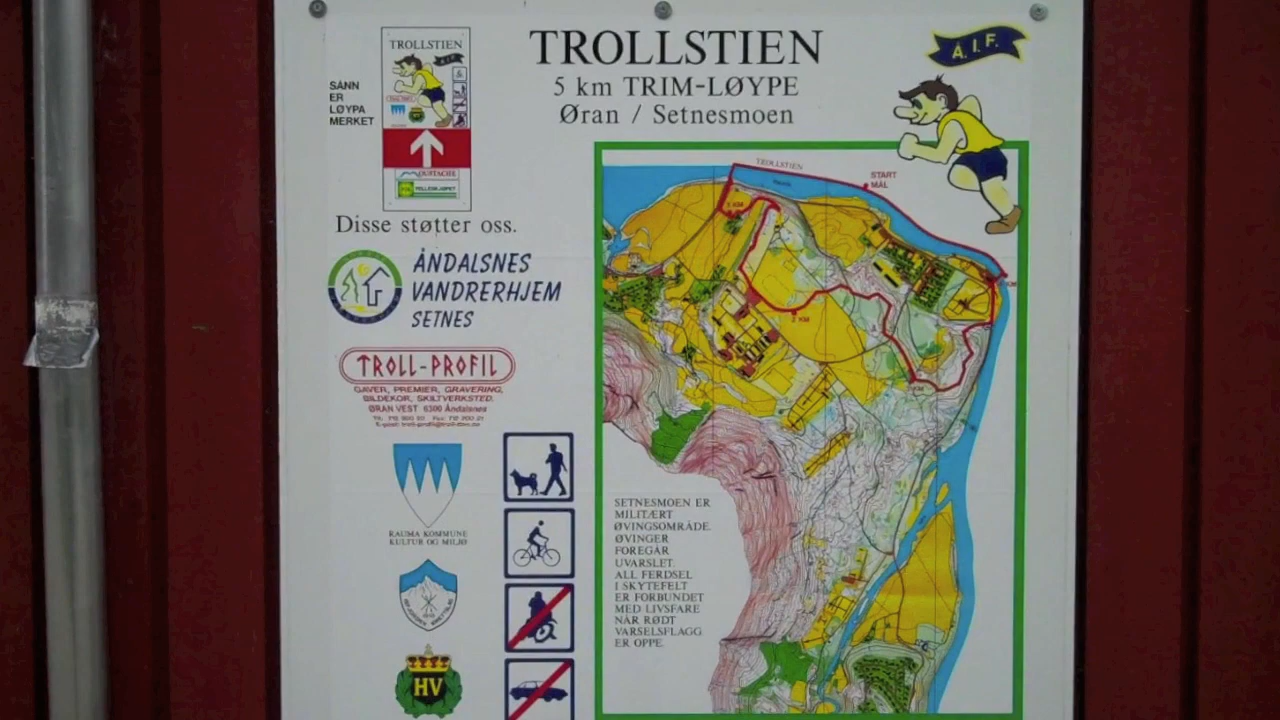 SÅNN
ER
LØYPA
MERKET
TROLLSTIEN
Å.I.F.
TROLLSTIEN
5 km TRIM-LØYPE
Øran / Setnesmoen
Å.I.F.
Disse støtter oss.
ÅNDALSNES
VANDRERHJEM
SETNES
TROLL-PROFIL
GAVER, PREMIER, GRAVERING,
BILDEKOR, SKILTVERKSTED.
ØRAN VEST 6300 Åndalsnes
RAUMA KOMMUNE
KULTUR OG MILJØ
HV
TROLLSTIEN
START
MÅL
2 KM
KM
SETNESMOEN ER
MILITÆRT
ØVINGSOMRÅDE.
ØVINGER
FOREGÅR
UVARSLET.
ALL FERDSEL
I SKYTEFELT
ER FORBUNDET
MED LIVSFARE
NÅR RØDT
VARSELSFLAGG
ER OPPE.